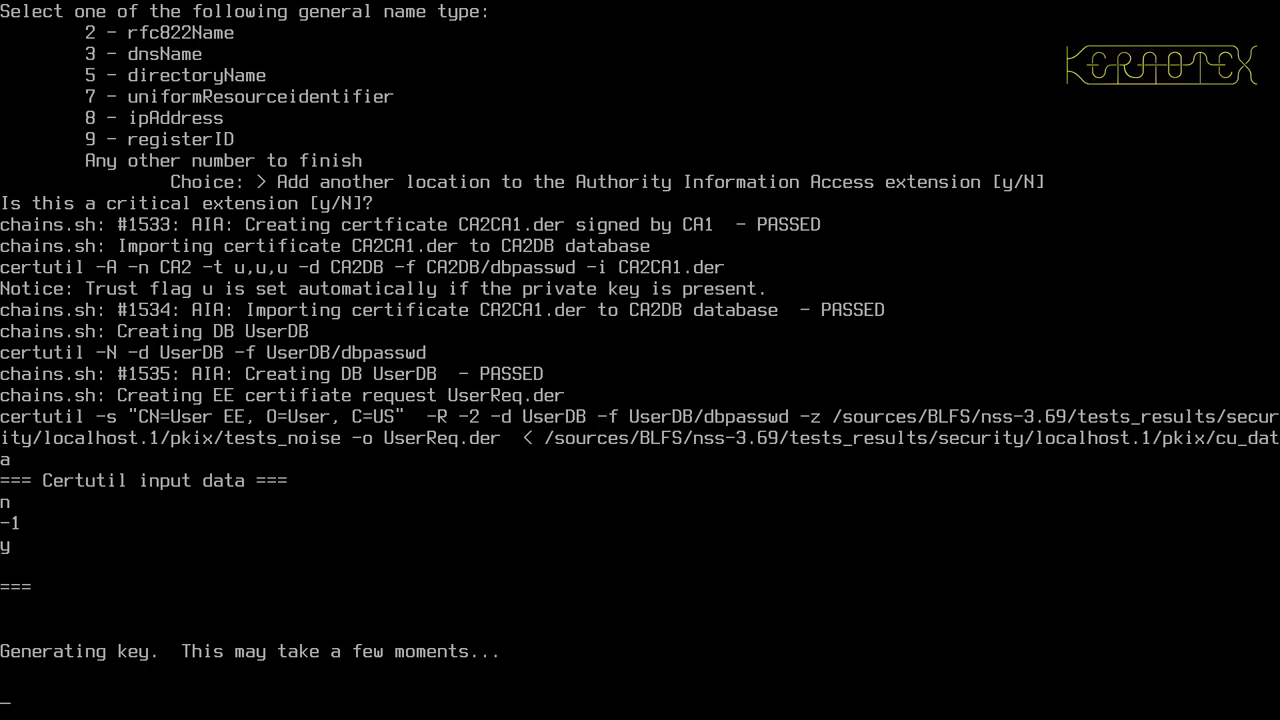 Select one of the following general name type:
2 - rfc822Name
3 - dnsName
5 - directoryName
7 - uniformResourceidentifier
8 - ipAddress
9 - registerID
Any other number to finish
Choice: > Add another location to the Authority Information Access extension [y/N]
Is this a critical extension [y/N]?
chains.sh: #1533: AIA: Creating certficate CA2CA1.der signed by CA1  - PASSED
chains.sh: Importing certificate CA2CA1.der to CA2DB database
certutil -A -n CA2 -t u,u,u -d CA2DB -f CA2DB/dbpasswd -i CA2CA1.der
Notice: Trust flag u is set automatically if the private key is present.
chains.sh: #1534: AIA: Importing certificate CA2CA1.der to CA2DB database  - PASSED
chains.sh: Creating DB UserDB
certutil -N -d UserDB -f UserDB/dbpasswd
chains.sh: #1535: AIA: Creating DB UserDB  - PASSED
chains.sh: Creating EE certifiate request UserReq.der
certutil -s "CN=User EE, O=User, C=US"  -R -2 -d UserDB -f UserDB/dbpasswd -z /sources/BLFS/nss-3.69/tests_results/secur
ity/localhost.1/pkix/tests_noise -o UserReq.der  < /sources/BLFS/nss-3.69/tests_results/security/localhost.1/pkix/cu_dat
a
=== Certutil input data ===
n
-1
y
===
Generating key.  This may take a few moments...
_
KERNOTEX